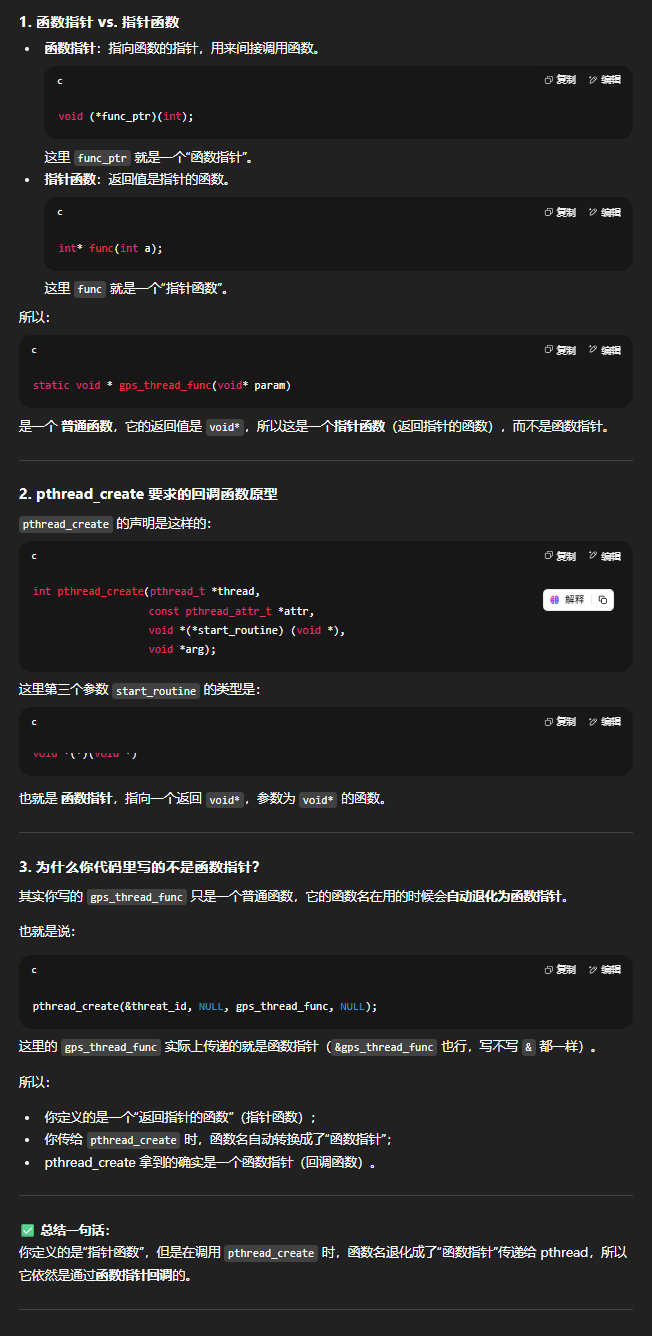 1. 函数指针 vs. 指针函数
函数指针：指向函数的指针，用来间接调用函数。
c 复制 编辑
void (*func_ptr)(int);
这里 func_ptr 就是一个“函数指针”。
指针函数：返回值是指针的函数。
c 复制 编辑
int* func(int a);
这里 func 就是一个“指针函数”。
所以：
c 复制 编辑
static void * gps_thread_func(void* param)
是一个 普通函数，它的返回值是 void*，所以这是一个指针函数（返回指针的函数），而不是函数指针。
2. pthread_create 要求的回调函数原型
pthread_create 的声明是这样的：
c 复制 编辑
int pthread_create(pthread_t *thread,
解释
const pthread_attr_t *attr,
void *(*start_routine) (void *),
void *arg);
这里第三个参数 start_routine 的类型是：
c 复制 编辑
void *(*)(void *)
也就是 函数指针，指向一个返回 void*，参数为 void* 的函数。
3. 为什么你代码里写的不是函数指针？
其实你写的 gps_thread_func 只是一个普通函数，它的函数名在用的时候会自动退化为函数指针。
也就是说：
c 复制 编辑
pthread_create(&threat_id, NULL, gps_thread_func, NULL);
这里的 gps_thread_func 实际上传递的就是函数指针（&gps_thread_func 也行，写不写 & 都一样）。
所以：
你定义的是一个“返回指针的函数”（指针函数）；
你传给 pthread_create 时，函数名自动转换成了“函数指针”；
pthread_create 拿到的确实是一个函数指针（回调函数）。
✅ 总结一句话：
你定义的是“指针函数”，但是在调用 pthread_create 时，函数名退化成了“函数指针”传递给 pthread，所以
它依然是通过函数指针回调的。